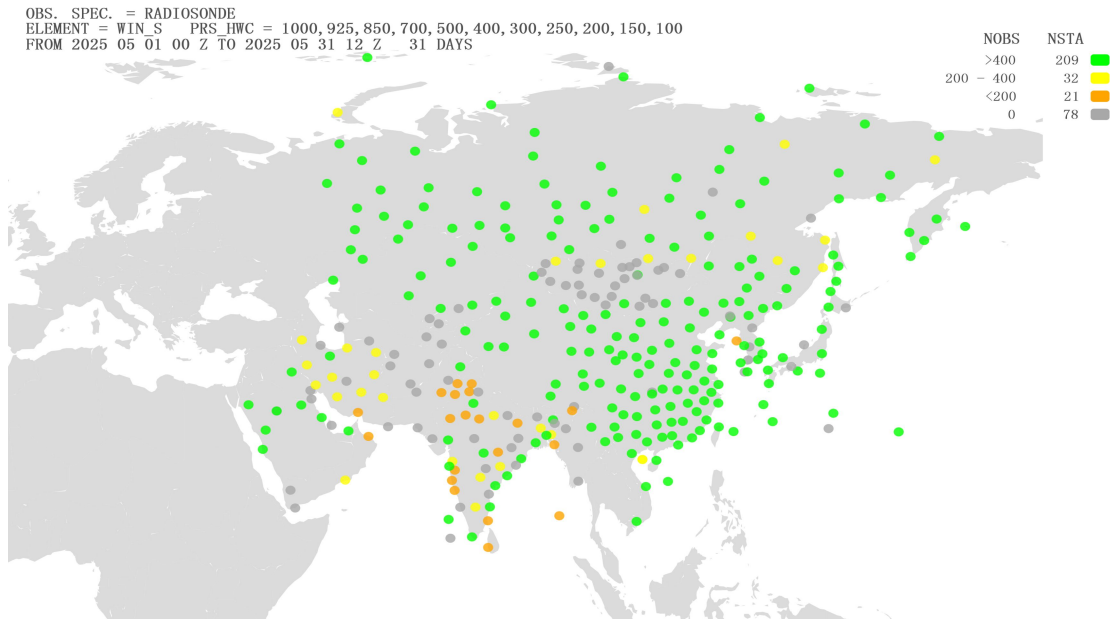 OBS. SPEC. = RADIOSONDE
ELEMENT = WIN_S PRS_HWC = 1000,925,850,700,500,400,300,250,200,150,100
FROM 2025 05 01 00 Z TO 2025 05 31 12 Z 31 DAYS
NOBS NSTA
>400 209
200 - 400 32
<200 21
0 78